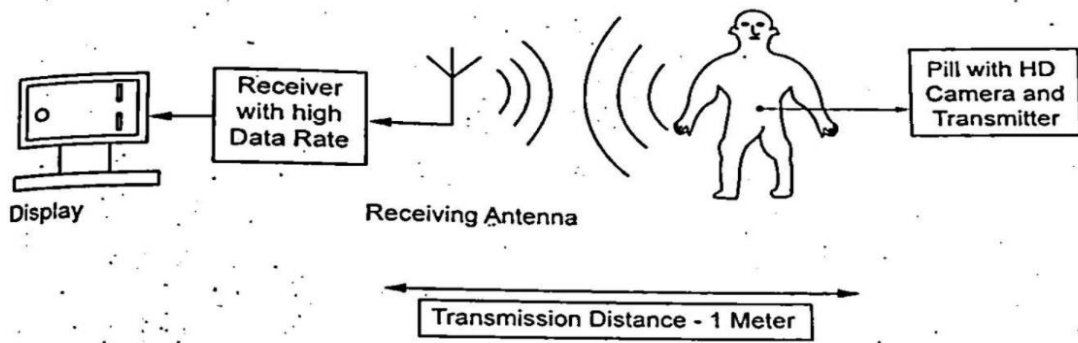 Receiver
with high
Data Rate
Pill with HD
Camera and
Transmitter
Display
Receiving Antenna
Transmission Distance - 1 Meter